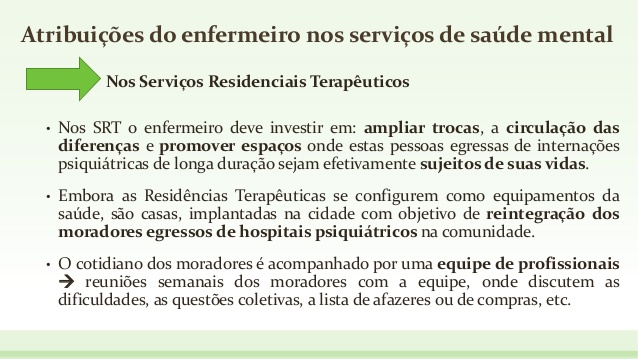 Atribuições do enfermeiro nos serviços de saúde mental
Nos Serviços Residenciais Terapêuticos
• Nos SRT o enfermeiro deve investir em: ampliar trocas, a circulação das
diferenças e promover espaços onde estas pessoas egressas de internações
psiquiátricas de longa duração sejam efetivamente sujeitos de suas vidas.
• Embora as Residências Terapêuticas se configurem como equipamentos da
saúde, são casas, implantadas na cidade com objetivo de reintegração dos
moradores egressos de hospitais psiquiátricos na comunidade.
• O cotidiano dos moradores é acompanhado por uma equipe de profissionais
➔ reuniões semanais dos moradores com a equipe, onde discutem as
dificuldades, as questões coletivas, a lista de afazeres ou de compras, etc.